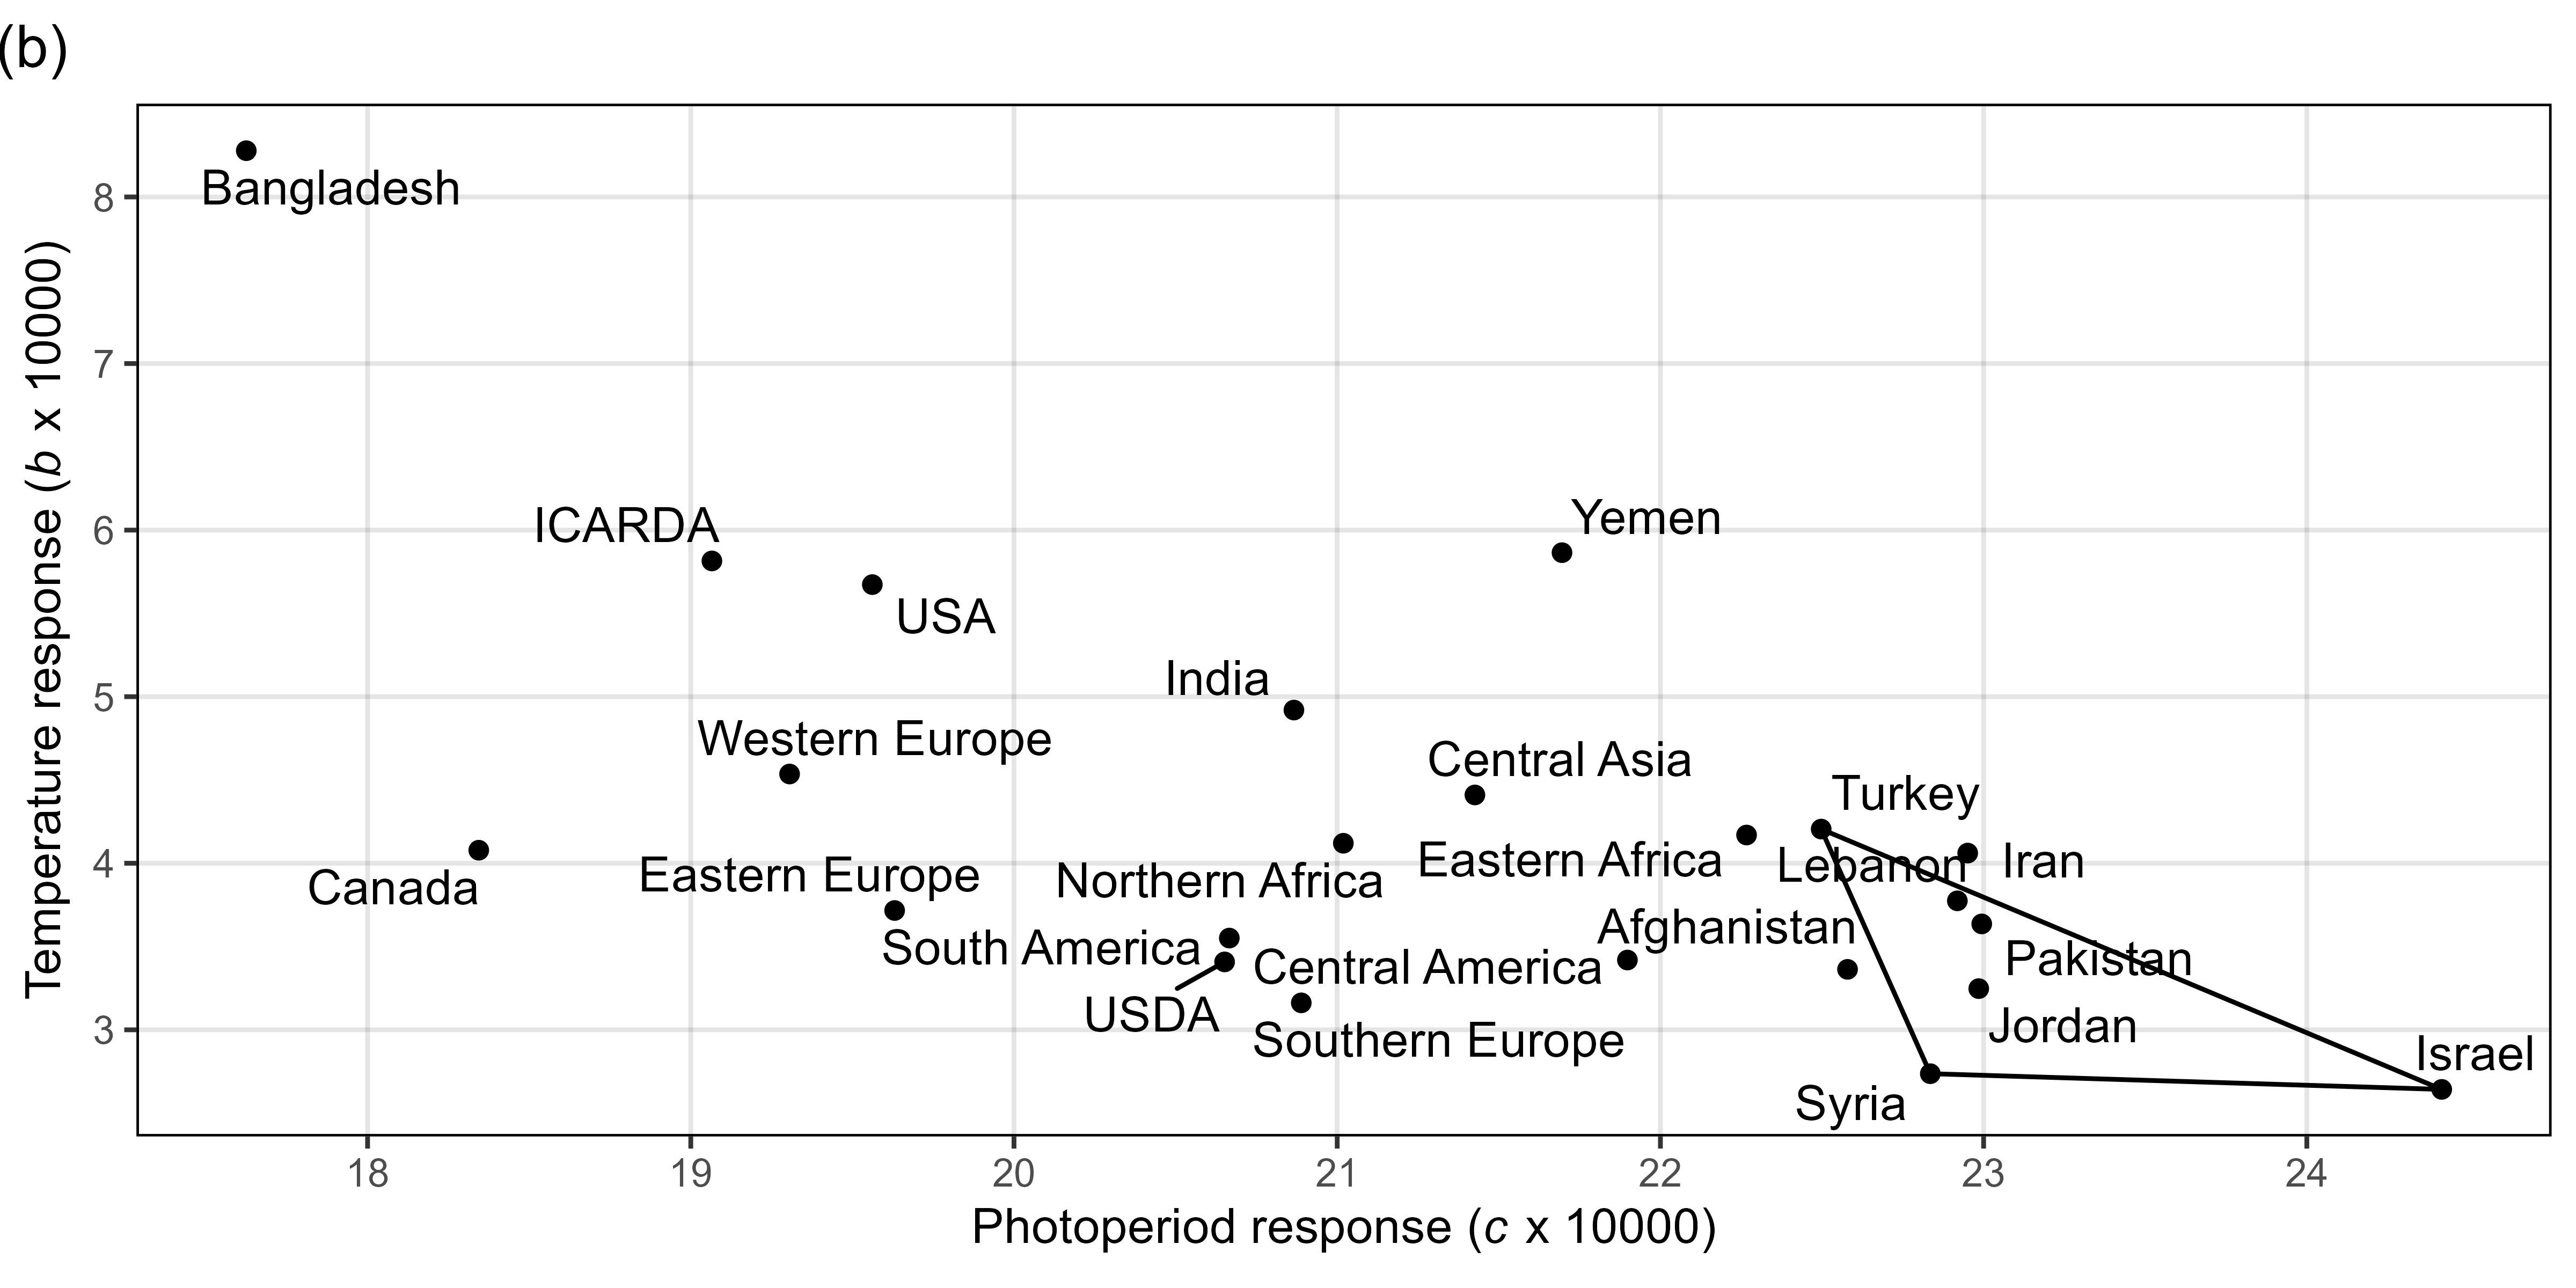 (b)
Temperature response (b x 10000)
8
7
6
5
4
3
Bangladesh
ICARDA
Yemen
USA
India
Western Europe
Central Asia
Turkey
Canada
Eastern Europe
Northern Africa
Eastern Africa
Lebanon
Iran
South America
Afghanistan
Central America
Pakistan
USDA
Southern Europe
Jordan
Israel
Syria
18 19 20 21 22 23 24
Photoperiod response (c x 10000)